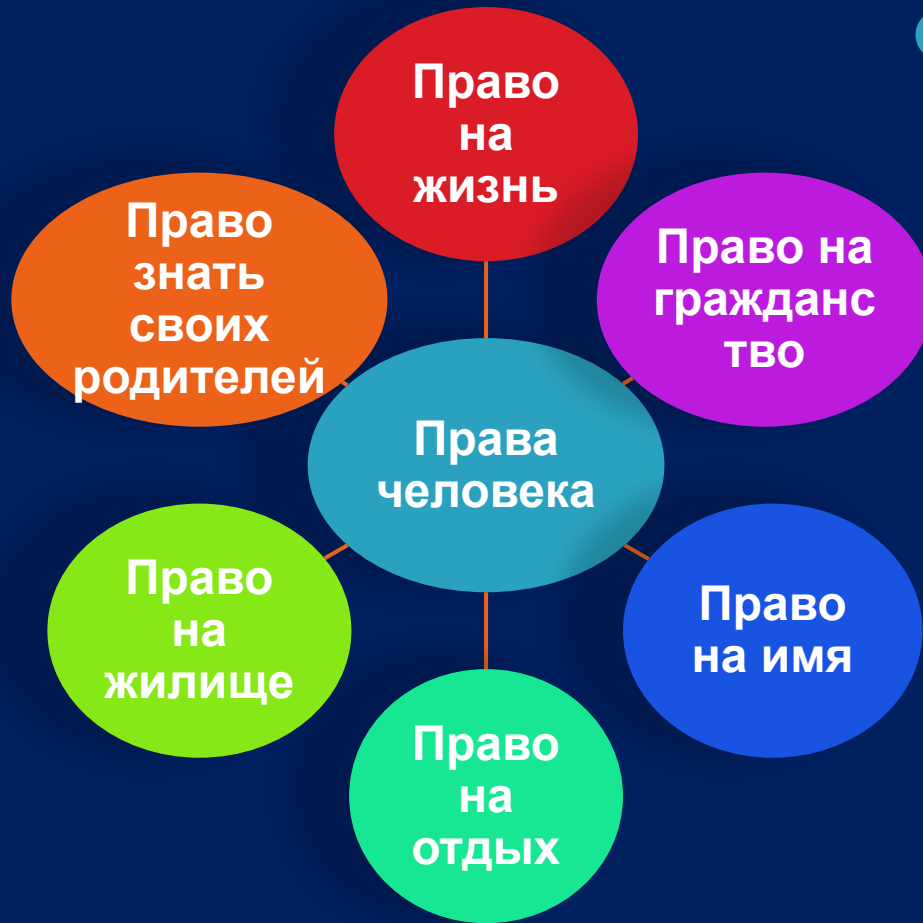 Право
на
жизнь
Право
знать
своих
родителей
Право на
гражданс
тво
Права
человека
Право
на
жилище
Право
на имя
Право
на
отдых